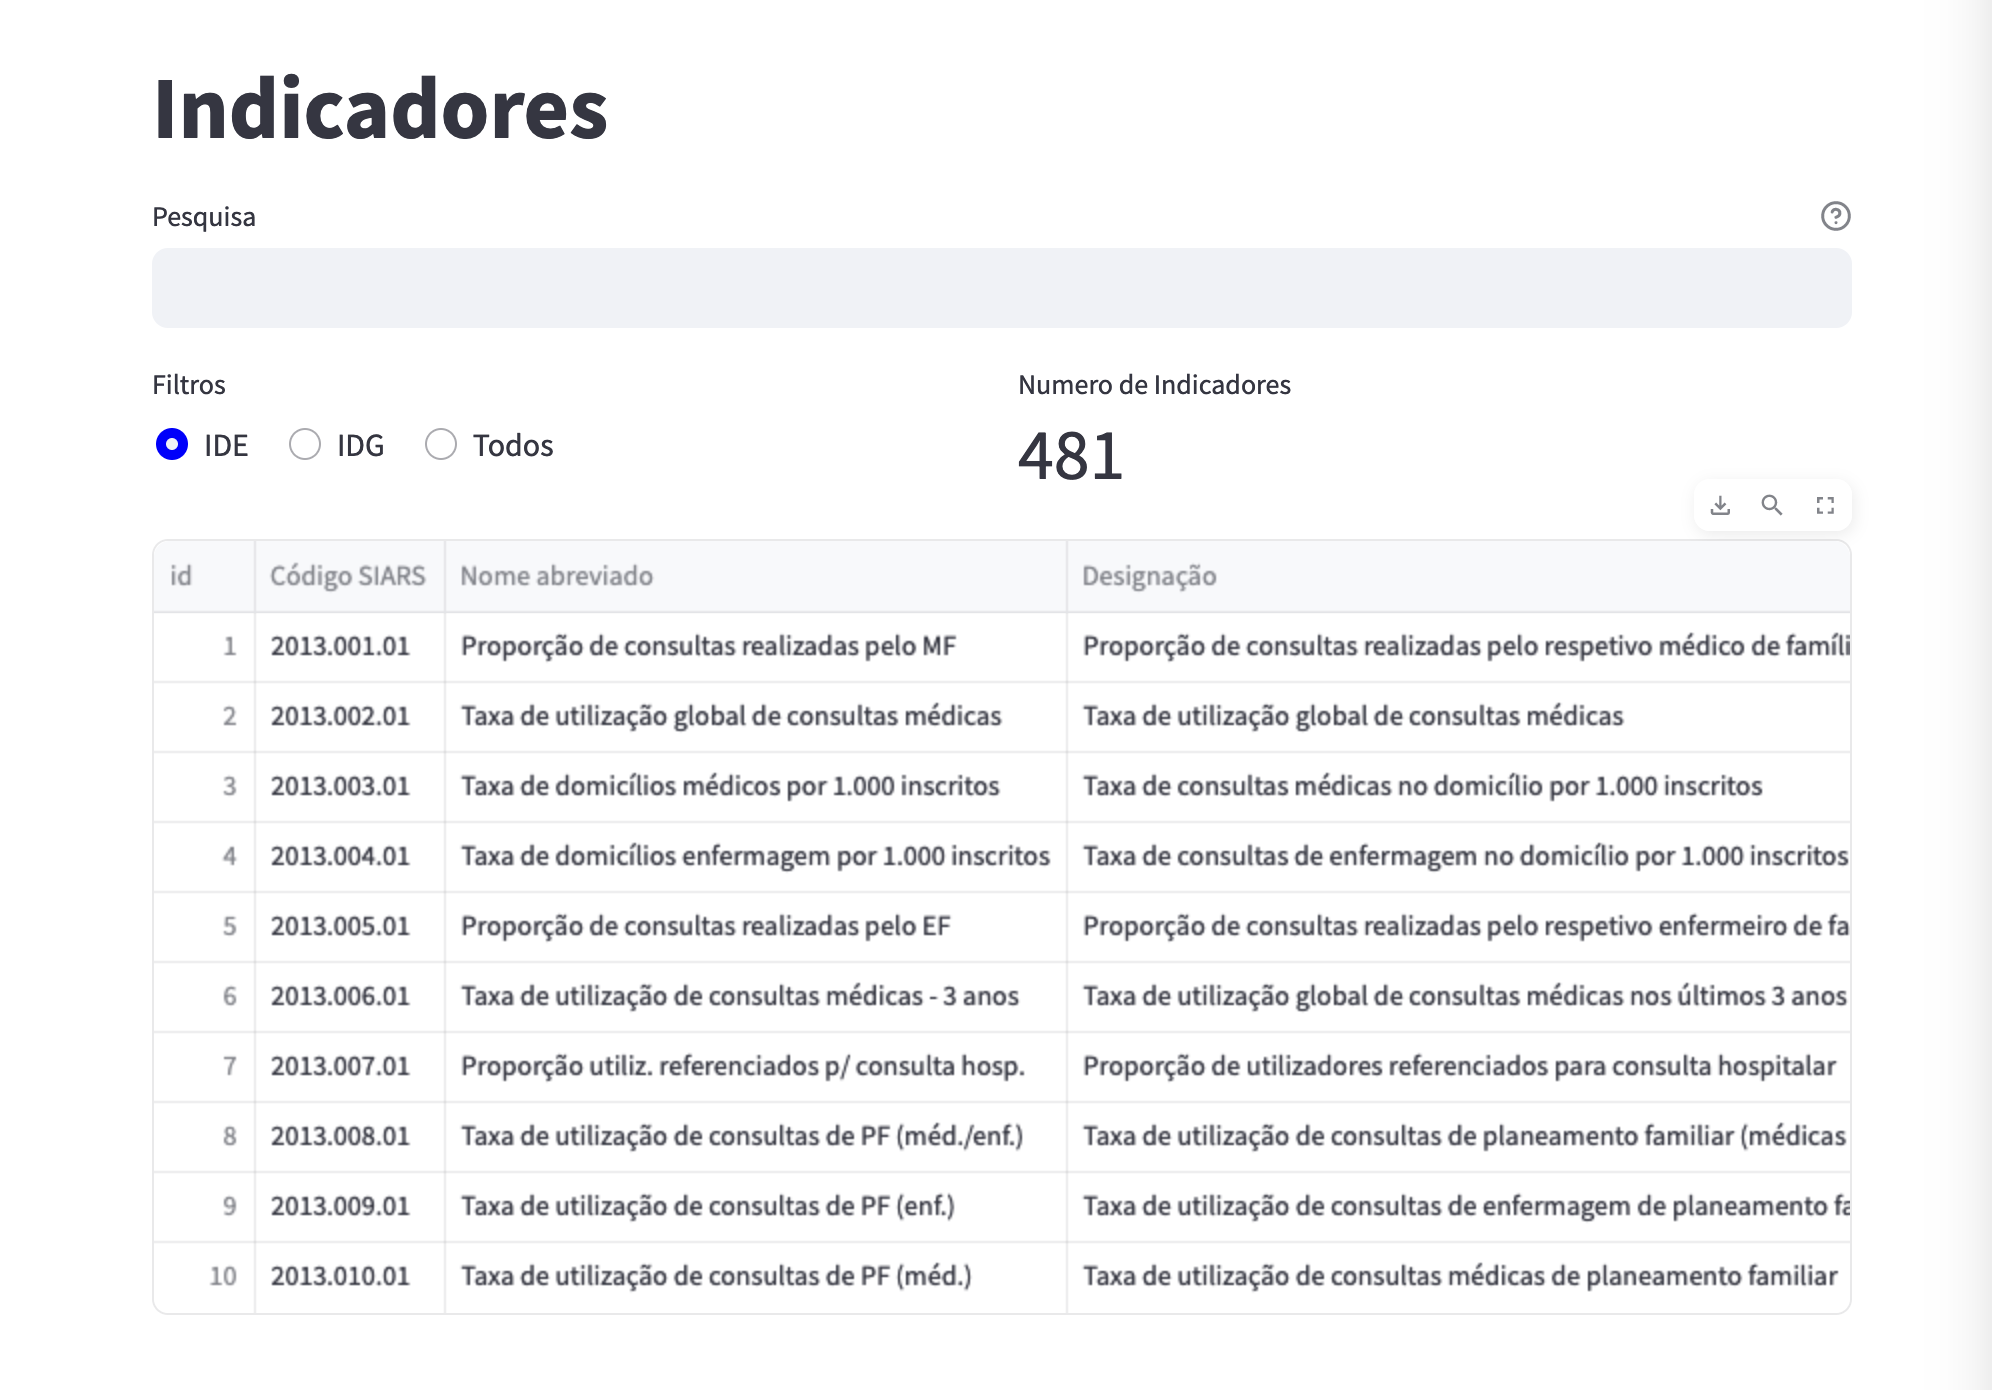 Indicadores
Pesquisa
Filtros
IDE IDG Todos
Numero de Indicadores
481
id Código SIARS Nome abreviado Designação
1 2013.001.01 Proporção de consultas realizadas pelo MF Proporção de consultas realizadas pelo respetivo médico de famíli
2 2013.002.01 Taxa de utilização global de consultas médicas Taxa de utilização global de consultas médicas
3 2013.003.01 Taxa de domicílios médicos por 1.000 inscritos Taxa de consultas médicas no domicílio por 1.000 inscritos
4 2013.004.01 Taxa de domicílios enfermagem por 1.000 inscritos Taxa de consultas de enfermagem no domicílio por 1.000 inscritos
5 2013.005.01 Proporção de consultas realizadas pelo EF Proporção de consultas realizadas pelo respetivo enfermeiro de fa
6 2013.006.01 Taxa de utilização de consultas médicas - 3 anos Taxa de utilização global de consultas médicas nos últimos 3 anos
7 2013.007.01 Proporção utiliz. referenciados p/ consulta hosp. Proporção de utilizadores referenciados para consulta hospitalar
8 2013.008.01 Taxa de utilização de consultas de PF (méd./enf.) Taxa de utilização de consultas de planeamento familiar (médicas
9 2013.009.01 Taxa de utilização de consultas de PF (enf.) Taxa de utilização de consultas de enfermagem de planeamento fa
10 2013.010.01 Taxa de utilização de consultas de PF (méd.) Taxa de utilização de consultas médicas de planeamento familiar